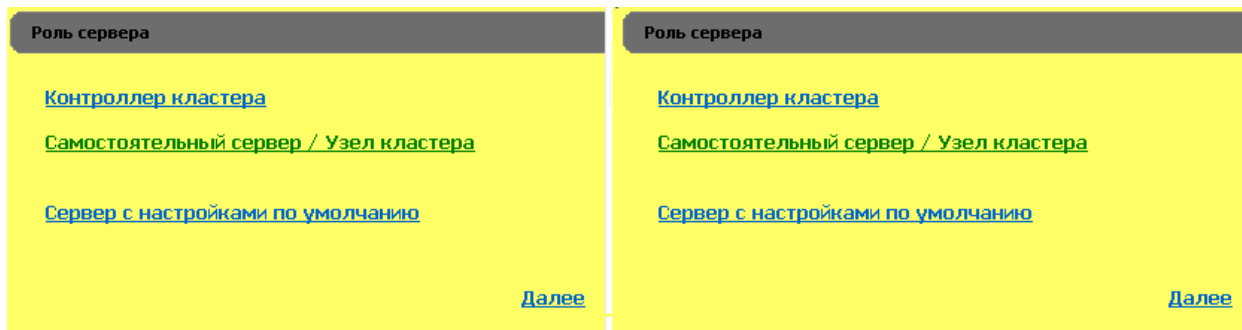 Роль сервера
Контроллер кластера
Самостоятельный сервер / Узел кластера
Сервер с настройками по умолчанию
Далее
Роль сервера
Контроллер кластера
Самостоятельный сервер / Узел кластера
Сервер с настройками по умолчанию
Далее